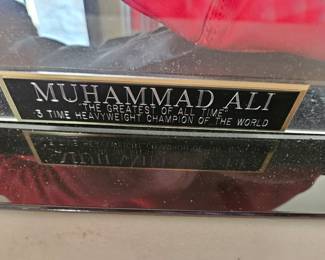 MUHAMMAD ALI
"THE GREATEST OF ALL TIME"
3 TIME HEAVYWEIGHT CHAMPION OF THE WORLD